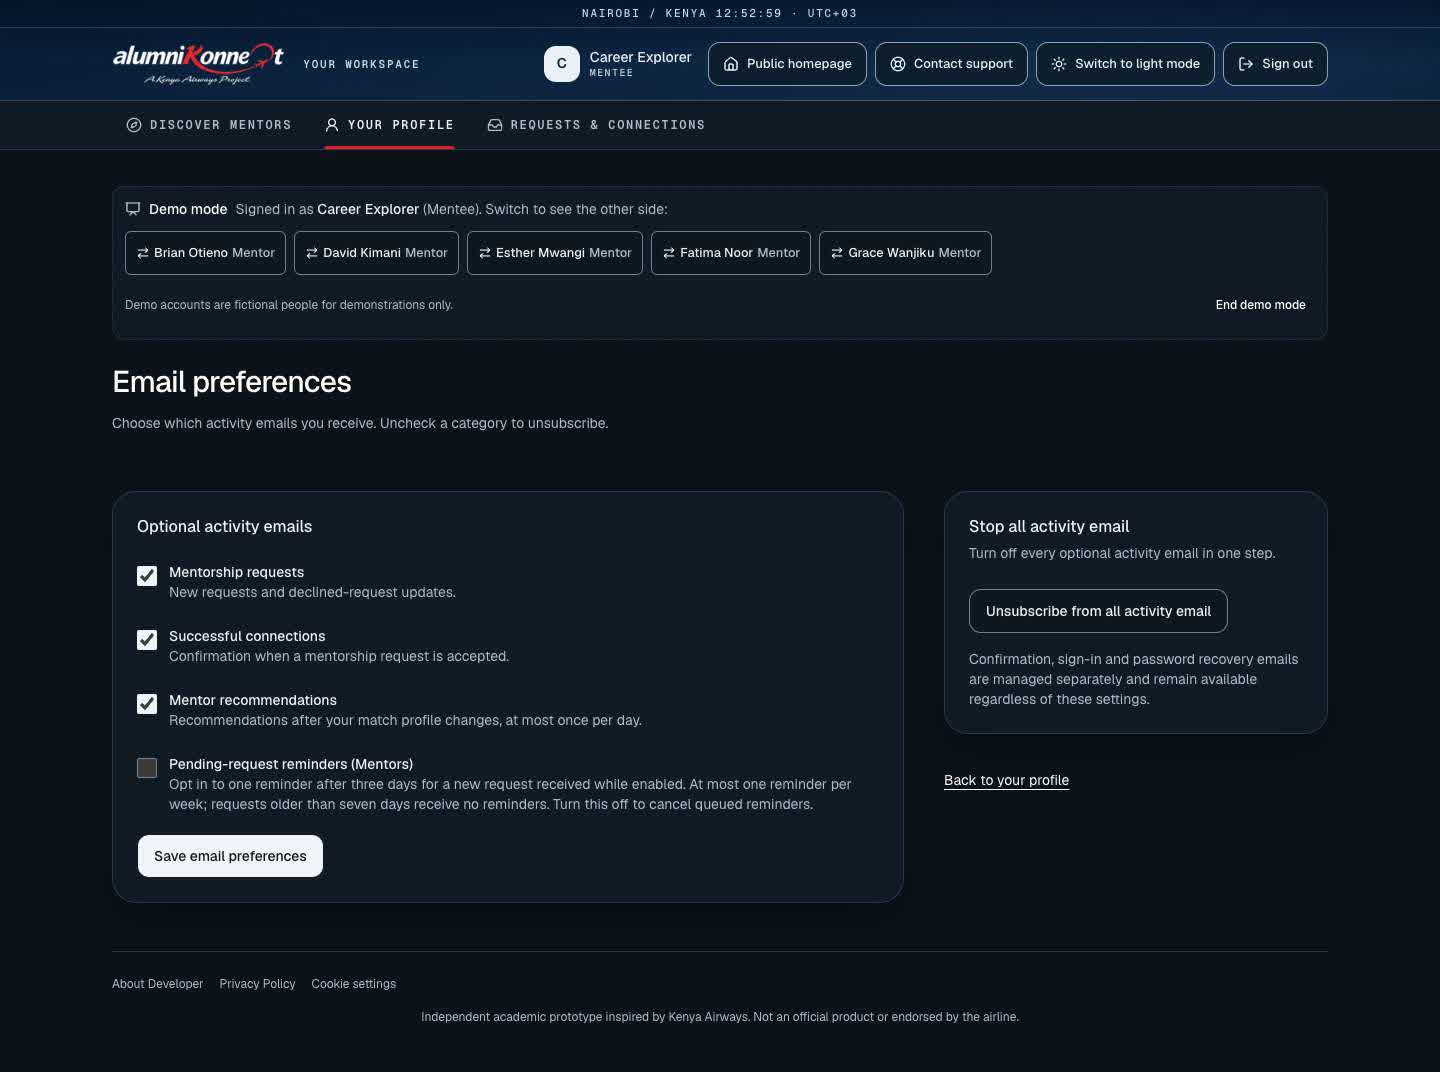 NAIROBI / KENYA 12:52:59 · UTC+03
alumniKonnect
A Kenya Airways Project
YOUR WORKSPACE
C
Career Explorer
MENTEE
Public homepage
Contact support
Switch to light mode
Sign out
DISCOVER MENTORS
YOUR PROFILE
REQUESTS & CONNECTIONS
Demo mode Signed in as Career Explorer (Mentee). Switch to see the other side:
Brian Otieno Mentor
David Kimani Mentor
Esther Mwangi Mentor
Fatima Noor Mentor
Grace Wanjiku Mentor
Demo accounts are fictional people for demonstrations only.
End demo mode
Email preferences
Choose which activity emails you receive. Uncheck a category to unsubscribe.
Optional activity emails
Mentorship requests
New requests and declined-request updates.
Successful connections
Confirmation when a mentorship request is accepted.
Mentor recommendations
Recommendations after your match profile changes, at most once per day.
Pending-request reminders (Mentors)
Opt in to one reminder after three days for a new request received while enabled. At most one reminder per
week; requests older than seven days receive no reminders. Turn this off to cancel queued reminders.
Save email preferences
Stop all activity email
Turn off every optional activity email in one step.
Unsubscribe from all activity email
Confirmation, sign-in and password recovery emails
are managed separately and remain available
regardless of these settings.
Back to your profile
About Developer
Privacy Policy
Cookie settings
Independent academic prototype inspired by Kenya Airways. Not an official product or endorsed by the airline.